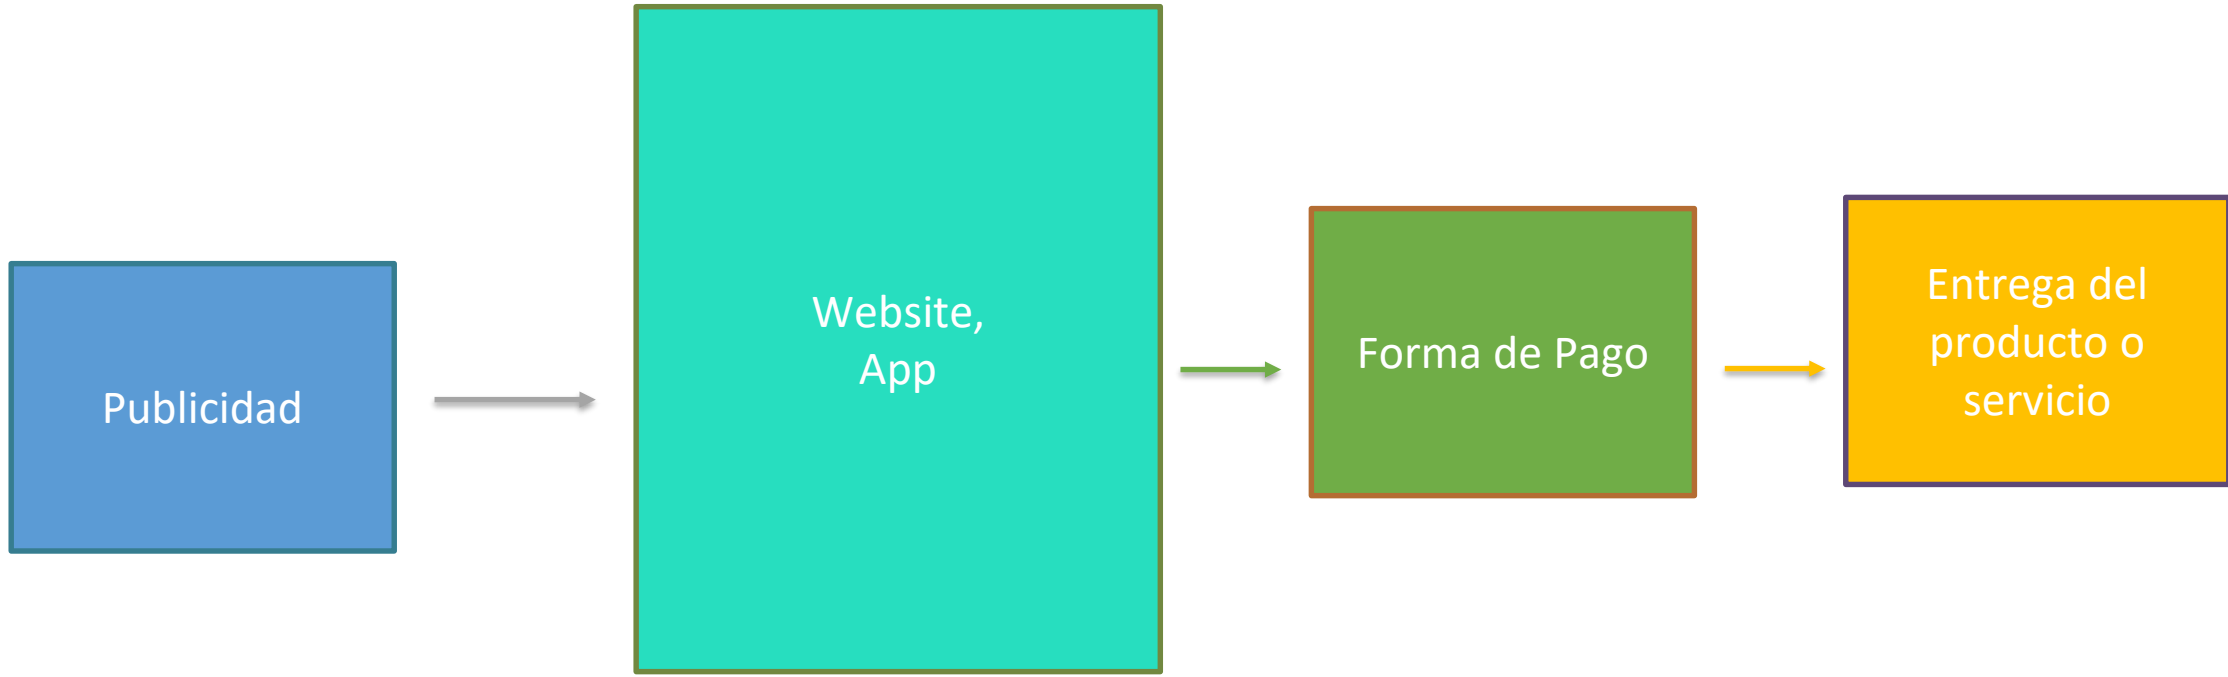 Publicidad
Website,
App
Forma de Pago
Entrega del
producto o
servicio